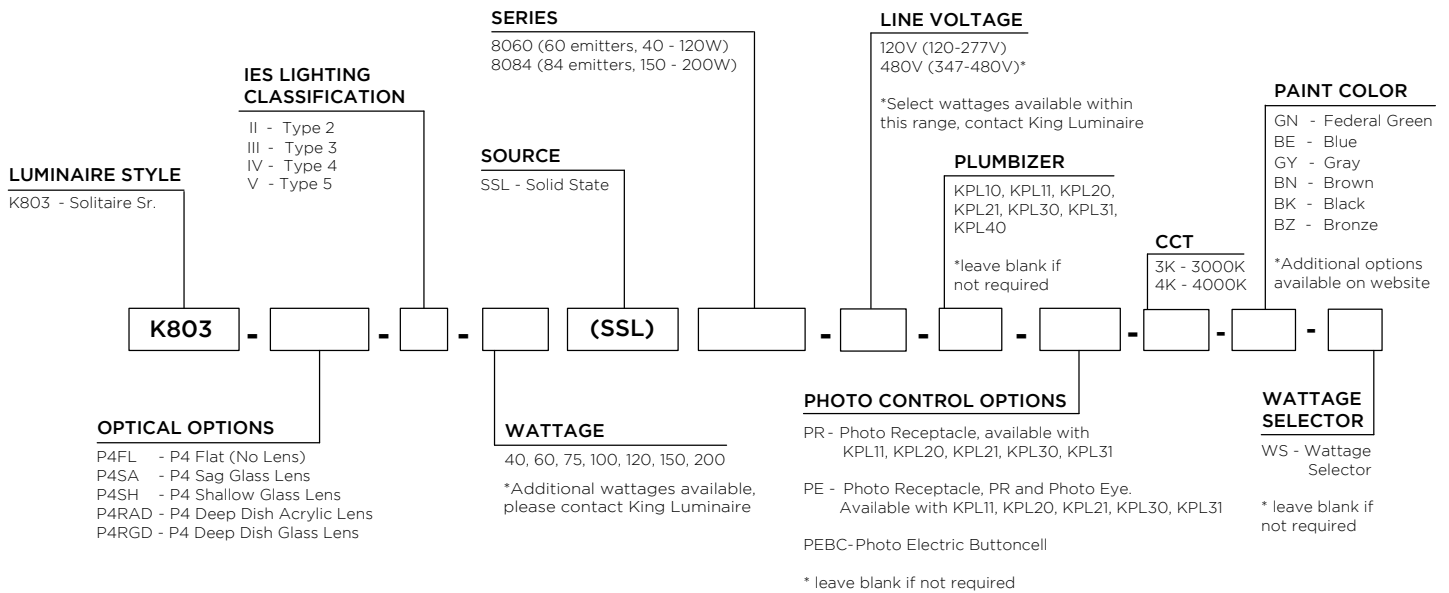 SERIES
8060 (60 emitters, 40 - 120W)
8084 (84 emitters, 150 - 200W)
LINE VOLTAGE
120V (120-277V)
480V (347-480V)*
*Select wattages available within
this range, contact King Luminaire
IES LIGHTING
CLASSIFICATION
II - Type 2
III - Type 3
IV - Type 4
V - Type 5
PAINT COLOR
GN - Federal Green
BE - Blue
GY - Gray
BN - Brown
BK - Black
BZ - Bronze
*Additional options
available on website
LUMINAIRE STYLE
K803 - Solitaire Sr.
SOURCE
SSL - Solid State
PLUMBIZER
KPL10, KPL11, KPL20,
KPL21, KPL30, KPL31,
KPL40
*leave blank if
not required
CCT
3K - 3000K
4K - 4000K
K803 - - - (SSL) - - - - - -
OPTICAL OPTIONS
P4FL - P4 Flat (No Lens)
P4SA - P4 Sag Glass Lens
P4SH - P4 Shallow Glass Lens
P4RAD - P4 Deep Dish Acrylic Lens
P4RGD - P4 Deep Dish Glass Lens
WATTAGE
40, 60, 75, 100, 120, 150, 200
*Additional wattages available,
please contact King Luminaire
PHOTO CONTROL OPTIONS
PR - Photo Receptacle, available with
KPL11, KPL20, KPL21, KPL30, KPL31
PE - Photo Receptacle, PR and Photo Eye.
Available with KPL11, KPL20, KPL21, KPL30, KPL31
PEBC-Photo Electric Buttoncell
* leave blank if not required
WATTAGE
SELECTOR
WS - Wattage
Selector
* leave blank if
not required